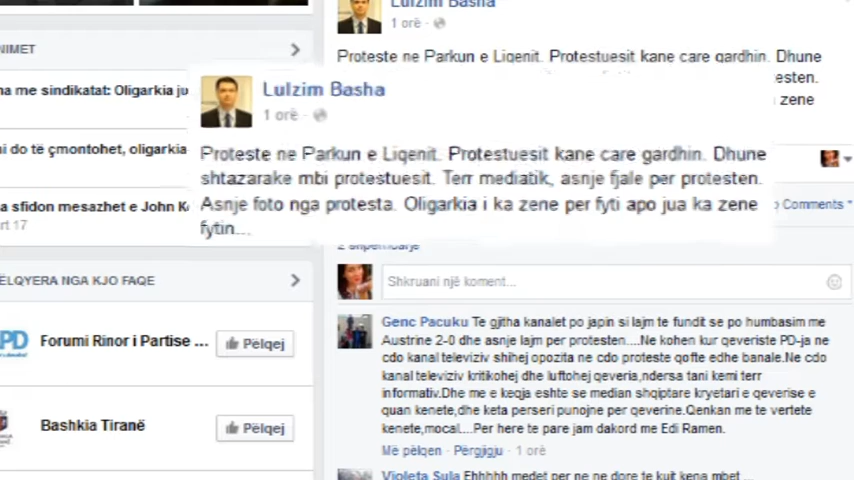 NIMET
na me sindikatat: Oligarkia ju
ni do të çmontohet, oligarkia
a sfidon mesazhet e John K
rt 17
ËLQYERA NGA KJO FAQE
PD
Forumi Rinor i Partise ...
Pëlqej
Bashkia Tiranë
Pëlqej
Lulzim Basha
1 orë
Proteste ne Parkun e Liqenit. Protestuesit kane care gardhin. Dhune
esten.
zene
Lulzim Basha
1 orë
Proteste ne Parkun e Liqenit. Protestuesit kane care gardhin. Dhune
shtazarake mbi protestuesit. Terr mediatik, asnje fjale per protesten.
Asnje foto nga protesta. Oligarkia i ka zene per fyti apo jua ka zene
fytin...
Comments
2 shpërndarje
Shkruani një koment...
Genc Pacuku Te gjitha kanalet po japin si lajm te fundit se po humbasim me
Austrine 2-0 dhe asnje lajm per protesten....Ne kohen kur qeveriste PD-ja ne
cdo kanal televiziv shihej opozita ne cdo proteste qofte edhe banale.Ne cdo
kanal televiziv kritikohej dhe luftohej qeveria,ndersa tani kemi terr
informativ.Dhe me e keqja eshte se median shqiptare kryetari e qeverise e
quan kenete,dhe keta perseri punojne per qeverine.Qenkan me te vertete
kenete,mocal....Per here te pare jam dakord me Edi Ramen.
Më pëlqen · Përgjigju · 1 orë
Violeta Sula Ehhhhh medet per ne ne dore te kujt kena mbet ...